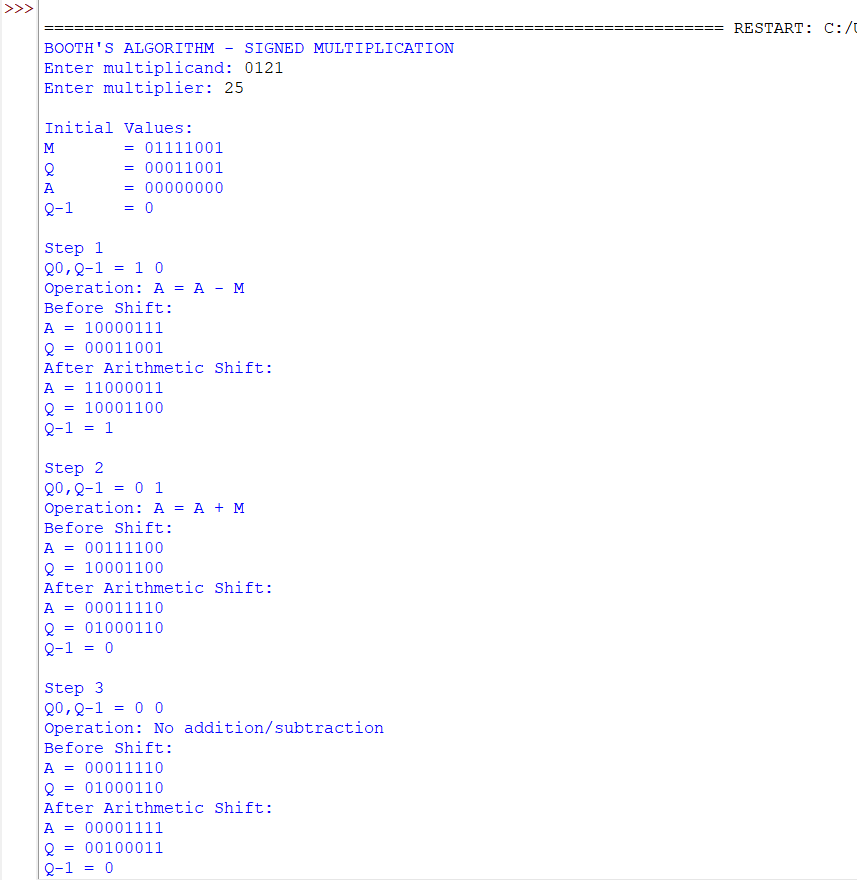 >>>
==================================================================== RESTART: C:/U
BOOTH'S ALGORITHM - SIGNED MULTIPLICATION
Enter multiplicand: 0121
Enter multiplier: 25

Initial Values:
M       = 01111001
Q       = 00011001
A       = 00000000
Q-1     = 0

Step 1
Q0,Q-1 = 1 0
Operation: A = A - M
Before Shift:
A = 10000111
Q = 00011001
After Arithmetic Shift:
A = 11000011
Q = 10001100
Q-1 = 1

Step 2
Q0,Q-1 = 0 1
Operation: A = A + M
Before Shift:
A = 00111100
Q = 10001100
After Arithmetic Shift:
A = 00011110
Q = 01000110
Q-1 = 0

Step 3
Q0,Q-1 = 0 0
Operation: No addition/subtraction
Before Shift:
A = 00011110
Q = 01000110
After Arithmetic Shift:
A = 00001111
Q = 00100011
Q-1 = 0